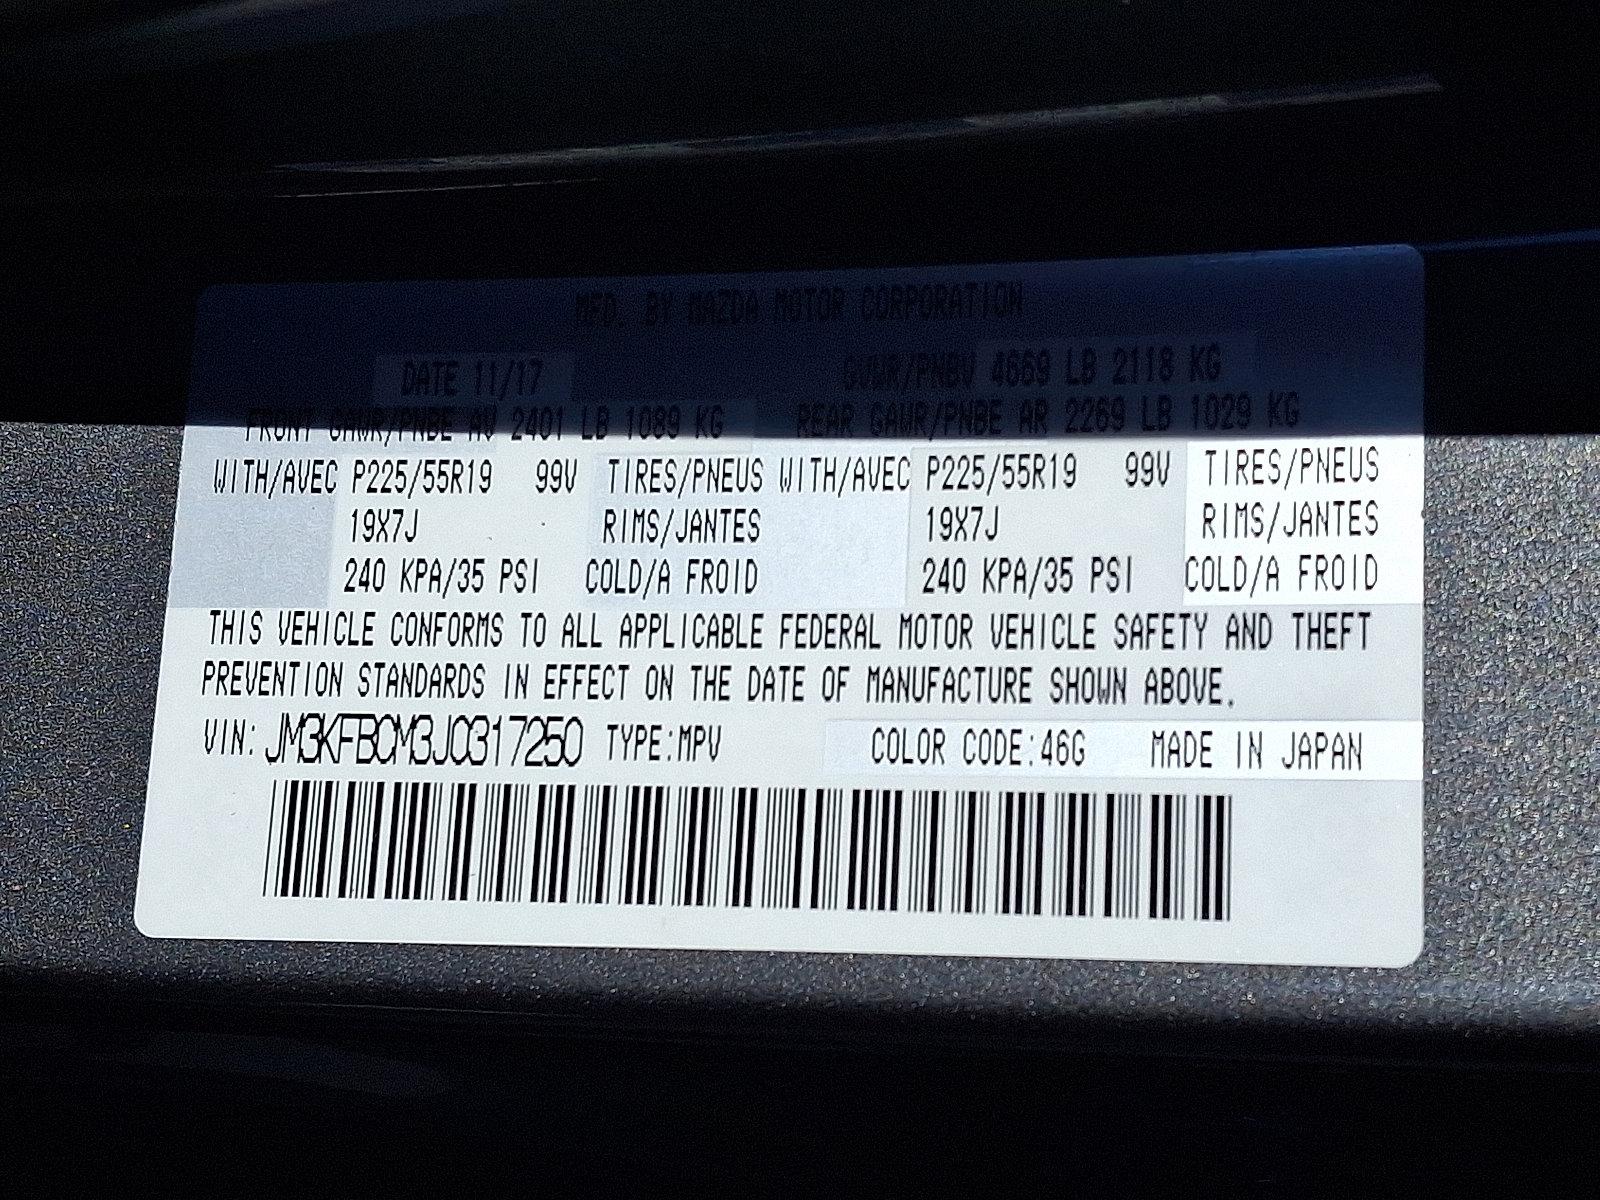 MFD. BY MAZDA MOTOR CORPORATION
DATE 11/17 GVWR/PNBV 4669 LB 2118 KG
FRONT GAWR/PNBE AV 2401 LB 1089 KG REAR GAWR/PNBE AR 2269 LB 1029 KG
WITH/AVEC P225/55R19 99V TIRES/PNEUS WITH/AVEC P225/55R19 99V TIRES/PNEUS
19X7J RIMS/JANTES 19X7J RIMS/JANTES
240 KPA/35 PSI COLD/A FROID 240 KPA/35 PSI COLD/A FROID
THIS VEHICLE CONFORMS TO ALL APPLICABLE FEDERAL MOTOR VEHICLE SAFETY AND THEFT
PREVENTION STANDARDS IN EFFECT ON THE DATE OF MANUFACTURE SHOWN ABOVE.
VIN: JM3KFBCM3J0317250 TYPE:MPV COLOR CODE:46G MADE IN JAPAN